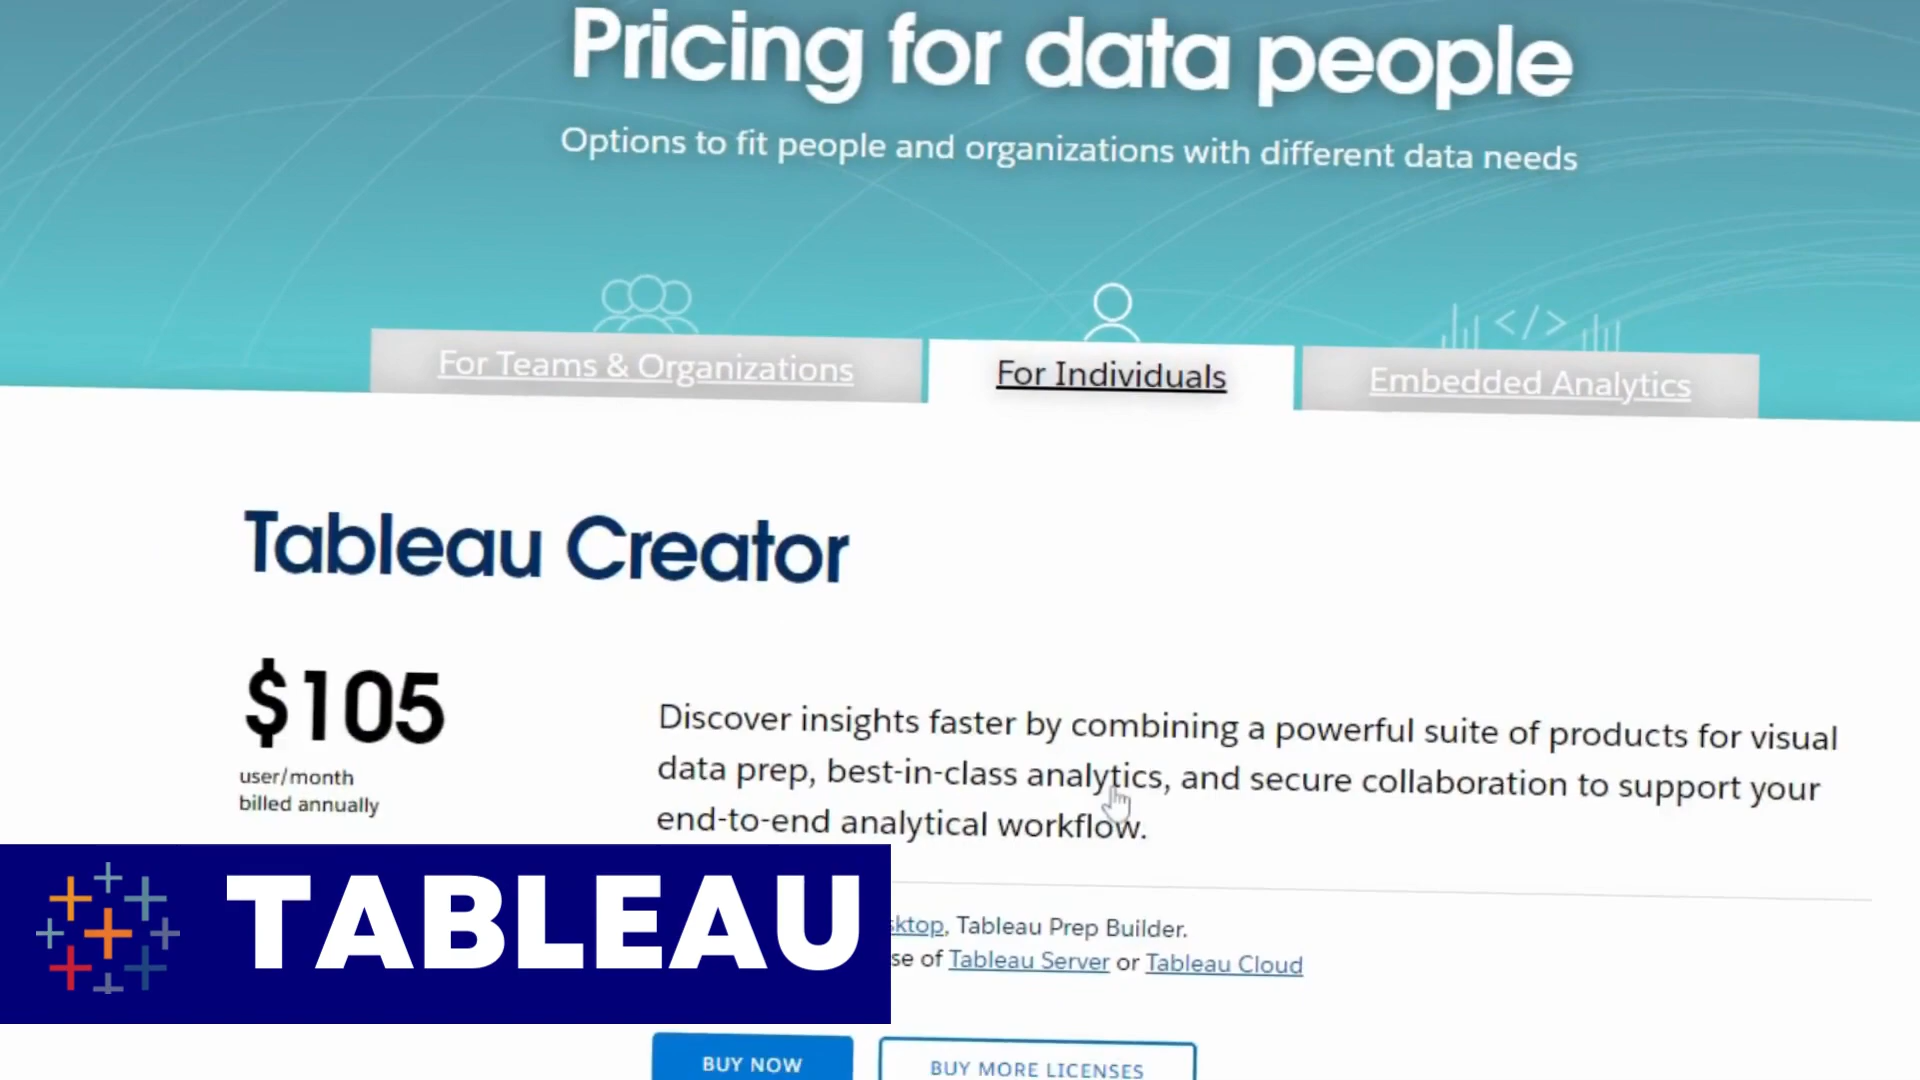 Pricing for data people
Options to fit people and organizations with different data needs
For Teams & Organizations
For Individuals
</>
Embedded Analytics
Tableau Creator
$105
user/month
billed annually
Discover insights faster by combining a powerful suite of products for visual
data prep, best-in-class analytics, and secure collaboration to support your
end-to-end analytical workflow.
Tableau Prep Builder.
of Tableau Server or Tableau Cloud
TABLEAU
BUY NOW
BUY MORE LICENSES